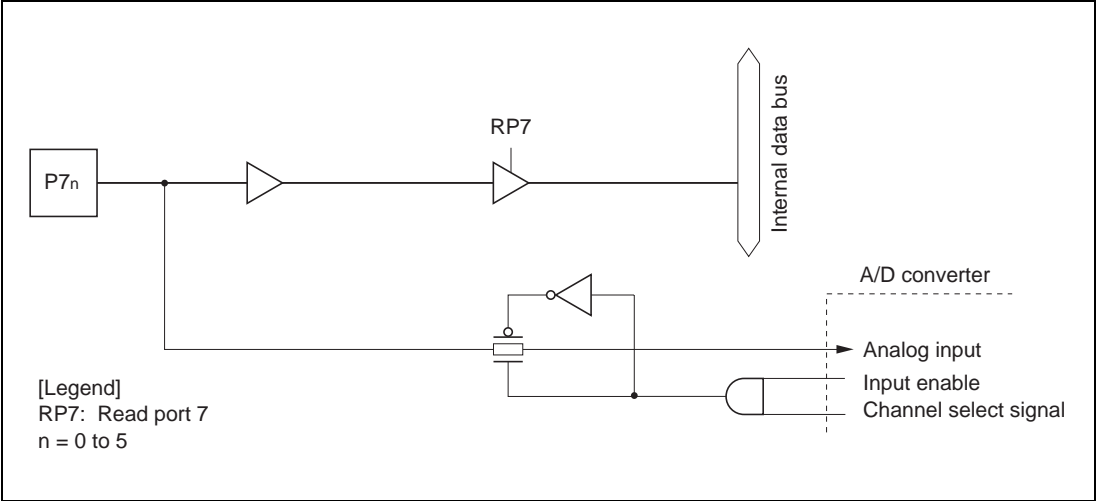 RP7
P7n
Internal data bus
A/D converter
Analog input
Input enable
Channel select signal
[Legend]
RP7: Read port 7
n = 0 to 5